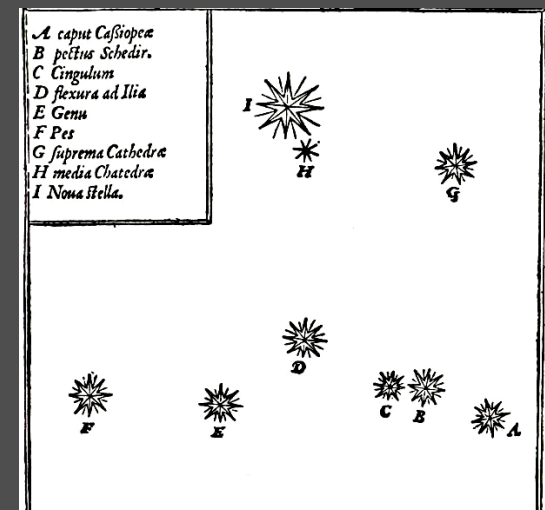 A caput Caſsiopeæ
B pectus Schedir.
C Cingulum
D flexura ad Ilia
E Genu
F Pes
G ſuprema Cathedræ
H media Chatedræ
I Noua ſtella.
I
H
G
D
C
B
F
E
A